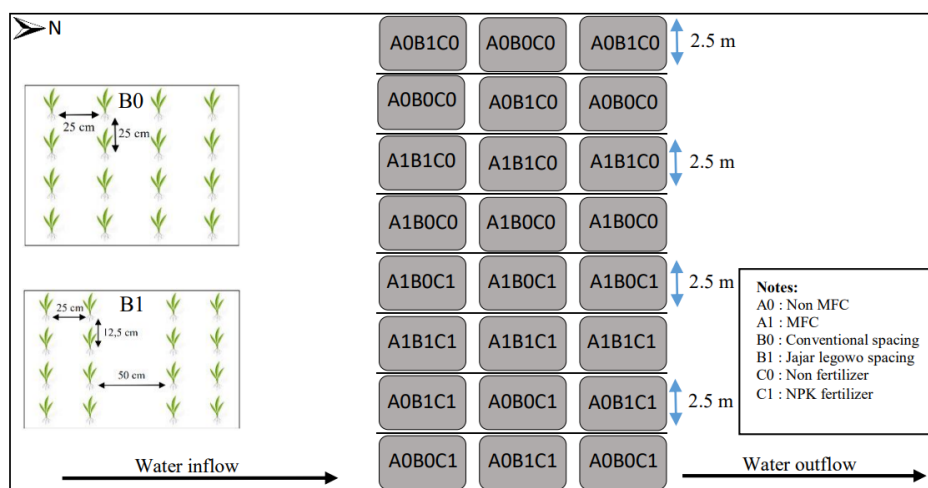 N
B0
25 cm
25 cm
B1
25 cm
12,5 cm
50 cm
Water inflow
A0B1C0 A0B0C0 A0B1C0 2.5 m
A0B0C0 A0B1C0 A0B0C0
A1B1C0 A1B1C0 A1B1C0 2.5 m
A1B0C0 A1B0C0 A1B0C0
A1B0C1 A1B0C1 A1B0C1 2.5 m
A1B1C1 A1B1C1 A1B1C1
A0B1C1 A0B0C1 A0B1C1 2.5 m
A0B0C1 A0B1C1 A0B0C1
Notes:
A0 : Non MFC
A1 : MFC
B0 : Conventional spacing
B1 : Jajar legowo spacing
C0 : Non fertilizer
C1 : NPK fertilizer
Water outflow